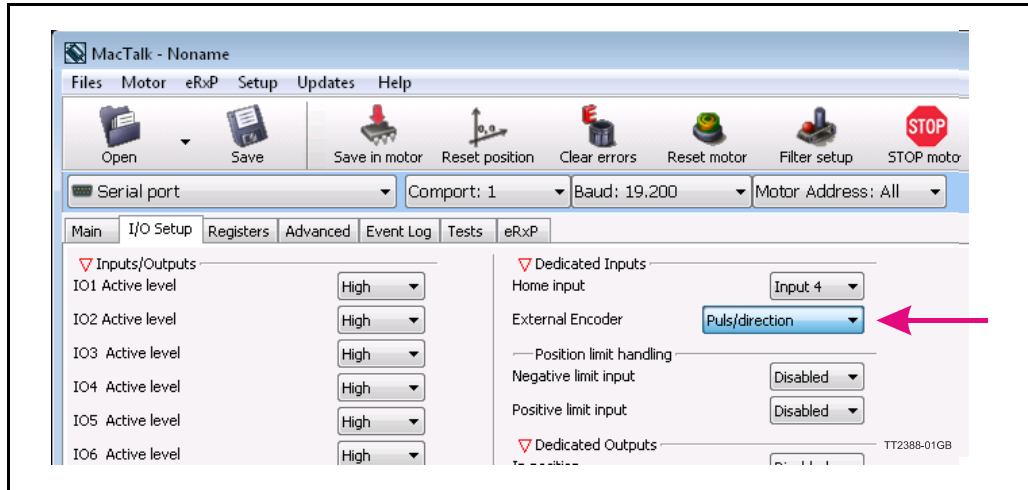 MacTalk - Noname
Files Motor eRxP Setup Updates Help
Open Save Save in motor Reset position Clear errors Reset motor Filter setup STOP moto
0,0
E
STOP
Serial port Comport: 1 Baud: 19.200 Motor Address: All
Main I/O Setup Registers Advanced Event Log Tests eRxP
Inputs/Outputs
IO1 Active level High
IO2 Active level High
IO3 Active level High
IO4 Active level High
IO5 Active level High
IO6 Active level High
Dedicated Inputs
Home input Input 4
External Encoder Puls/direction
Position limit handling
Negative limit input Disabled
Positive limit input Disabled
Dedicated Outputs
TT2388-01GB